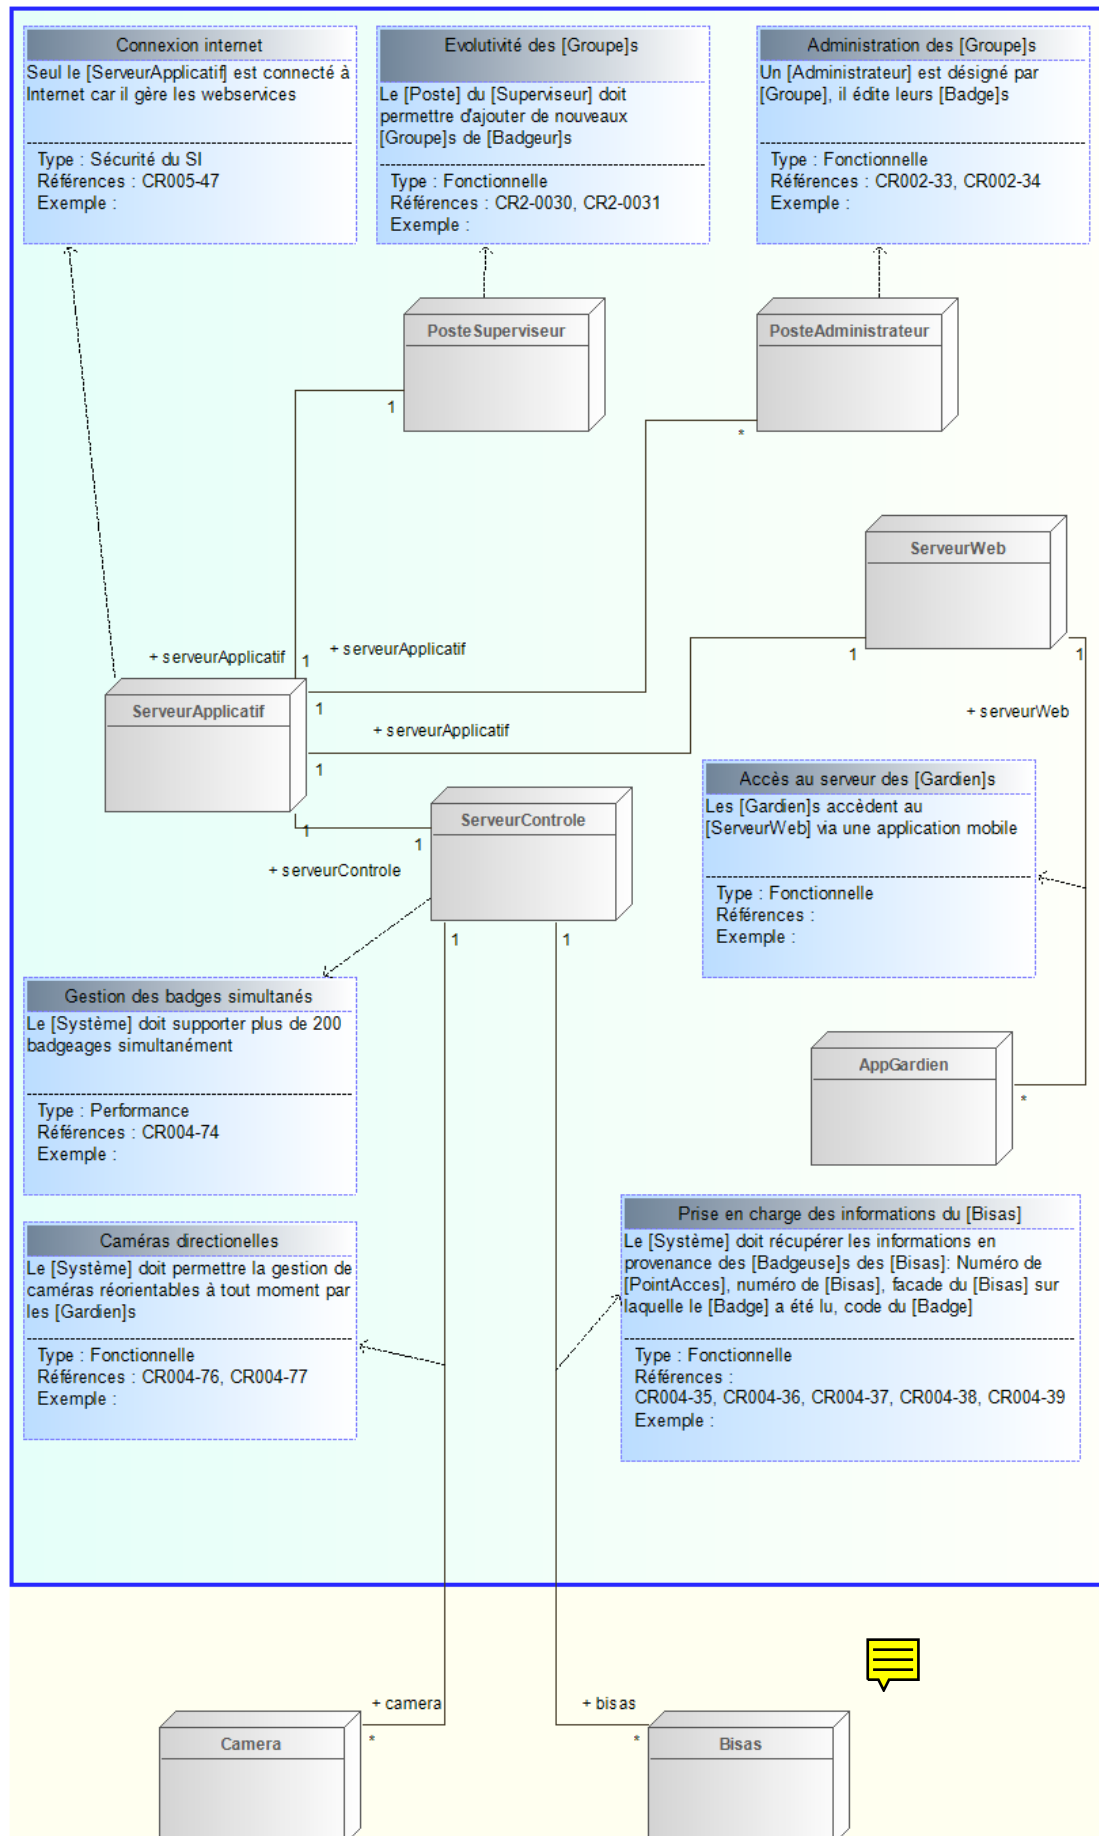 Connexion internet
Seul le [ServeurApplicatif] est connecté à
Internet car il gère les webservices
Type : Sécurité du SI
Références : CR005-47
Exemple :
Evolutivité des [Groupe]s
Le [Poste] du [Superviseur] doit
permettre d'ajouter de nouveaux
[Groupe]s de [Badgeur]s
Type : Fonctionnelle
Références : CR2-0030, CR2-0031
Exemple :
Administration des [Groupe]s
Un [Administrateur] est désigné par
[Groupe], il édite leurs [Badge]s
Type : Fonctionnelle
Références : CR002-33, CR002-34
Exemple :
PosteSuperviseur
1
PosteAdministrateur
*
ServeurWeb
1
1
+ serveurApplicatif
1
+ serveurApplicatif
1
+ serveurApplicatif
1
+ serveurWeb
ServeurApplicatif
1
ServeurControle
1
+ serveurControle
1
1
Accès au serveur des [Gardien]s
Les [Gardien]s accèdent au
[ServeurWeb] via une application mobile
Type : Fonctionnelle
Références :
Exemple :
Gestion des badges simultanés
Le [Système] doit supporter plus de 200
badgeages simultanément
Type : Performance
Références : CR004-74
Exemple :
AppGardien
*
Caméras directionelles
Le [Système] doit permettre la gestion de
caméras réorientables à tout moment par
les [Gardien]s
Type : Fonctionnelle
Références : CR004-76, CR004-77
Exemple :
Prise en charge des informations du [Bisas]
Le [Système] doit récupérer les informations en
provenance des [Badgeuse]s des [Bisas]: Numéro de
[PointAcces], numéro de [Bisas], facade du [Bisas] sur
laquelle le [Badge] a été lu, code du [Badge]
Type : Fonctionnelle
Références :
CR004-35, CR004-36, CR004-37, CR004-38, CR004-39
Exemple :
+ camera
*
+ bisas
*
Camera
Bisas